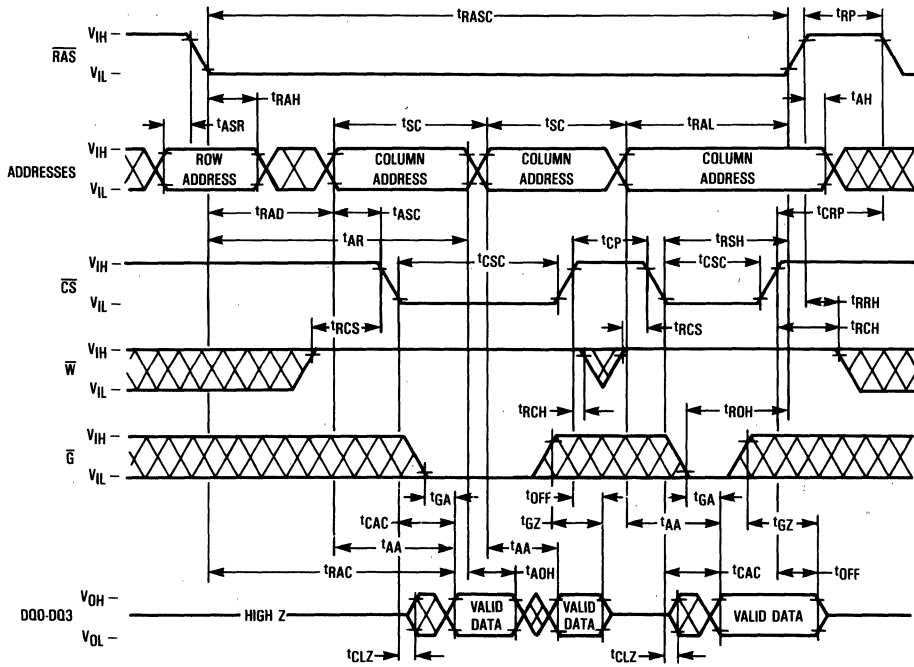 tRASC tRP
VIH
RAS
VIL
tRAH tAH
tASR tSC tSC tRAL
VIH
ADDRESSES ROW ADDRESS COLUMN ADDRESS COLUMN ADDRESS COLUMN ADDRESS
VIL
tRAD tASC tCRP
tAR tCP tRSH
VIH tCSC tCSC
CS
VIL
tRRH
tRCS tRCS tRCH
VIH
W
VIL
tRCH tROH
VIH
G
VIL
tGA tOFF tGA
tCAC tGZ tAA tGZ
tAA tAA tCAC
tRAC tAOH tOFF
VOH
DO0-DO3 HIGH Z VALID DATA VALID DATA VALID DATA
VOL
tCLZ tCLZ